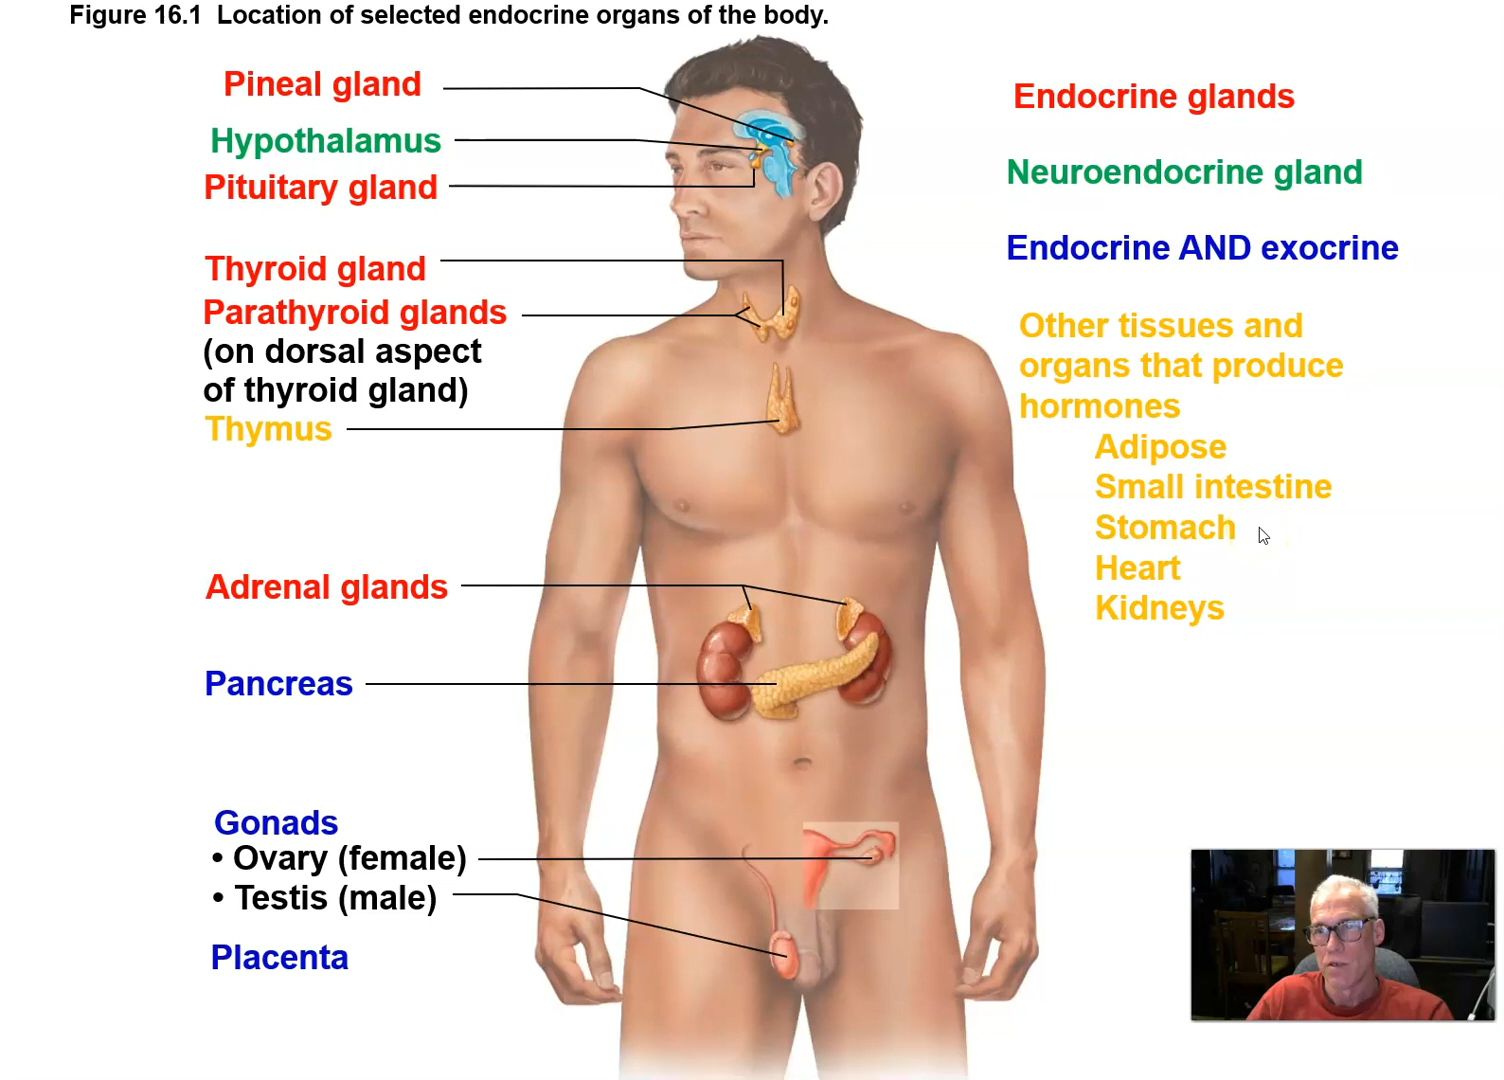 Figure 16.1  Location of selected endocrine organs of the body.
Pineal gland
Hypothalamus
Pituitary gland
Thyroid gland
Parathyroid glands
(on dorsal aspect
of thyroid gland)
Thymus
Adrenal glands
Pancreas
Gonads
• Ovary (female)
• Testis (male)
Placenta
Endocrine glands
Neuroendocrine gland
Endocrine AND exocrine
Other tissues and
organs that produce
hormones
Adipose
Small intestine
Stomach
Heart
Kidneys